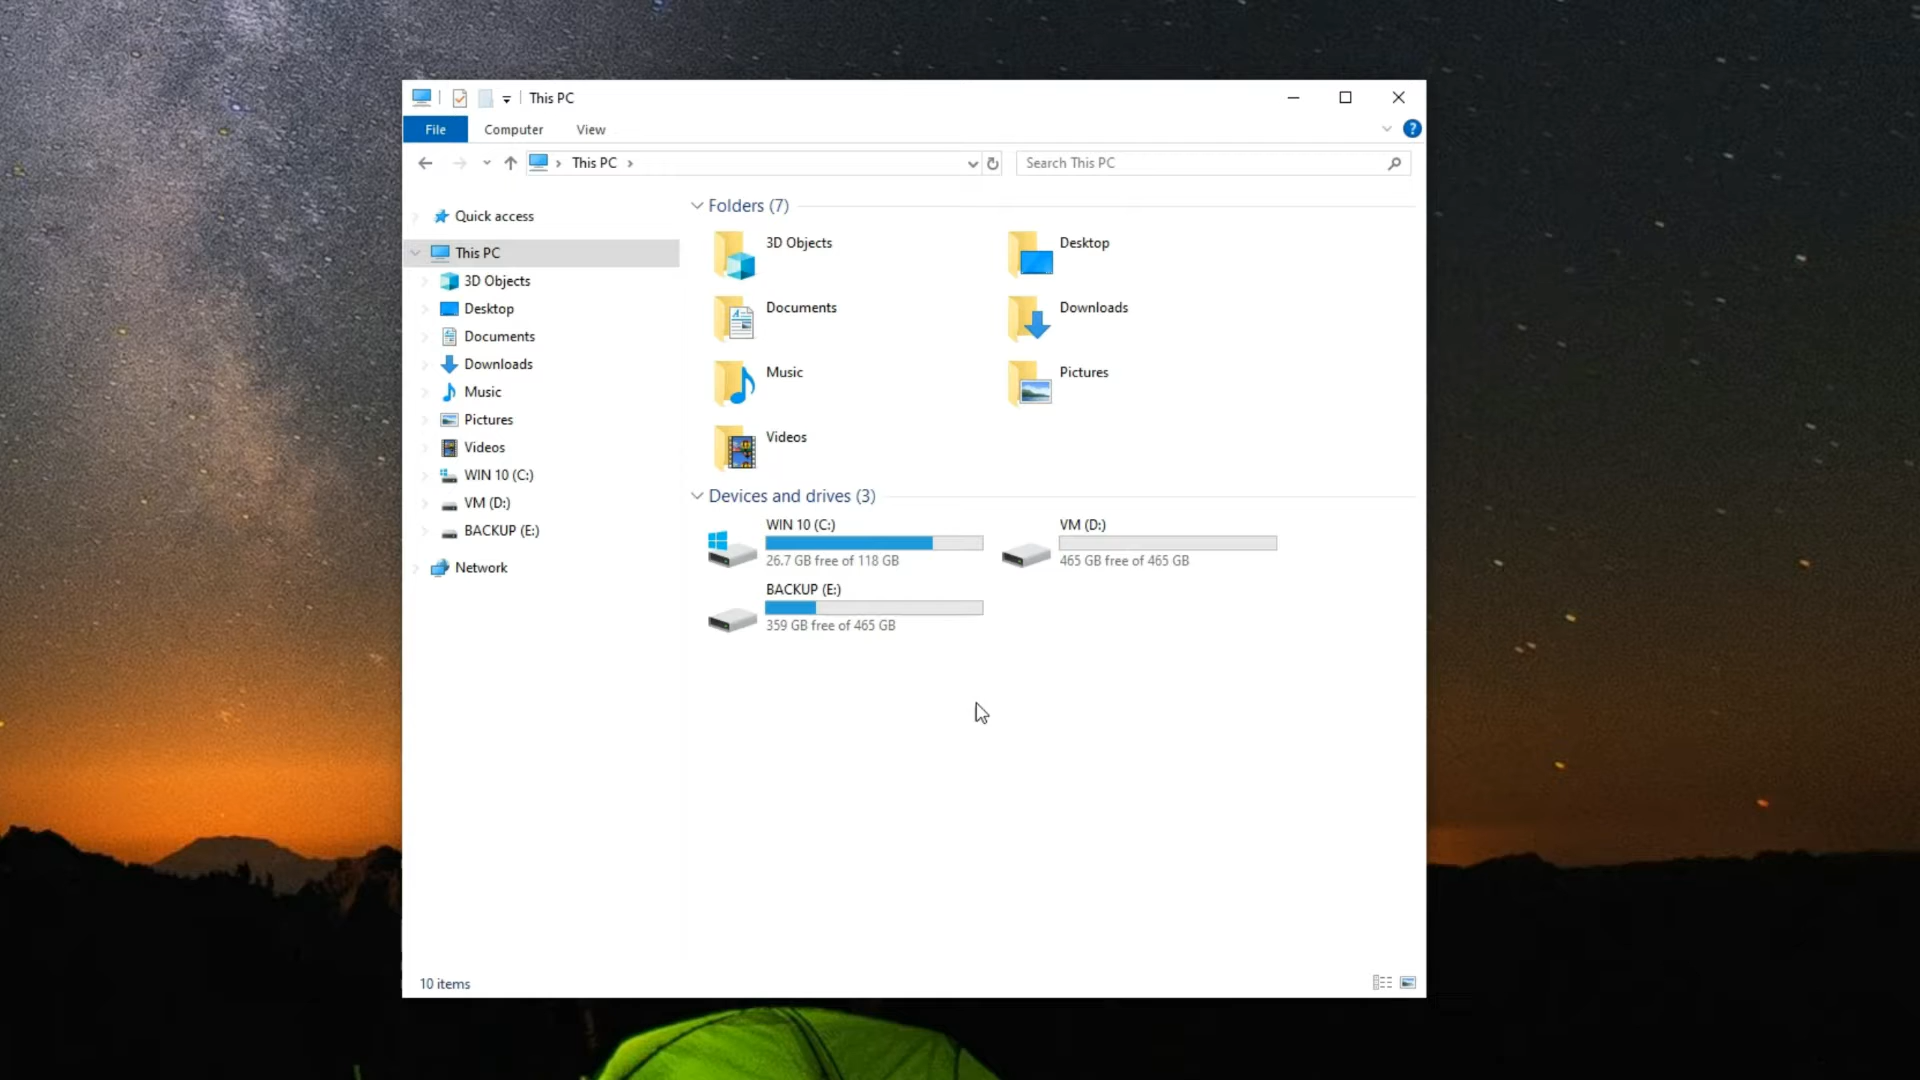 This PC
File Computer View
This PC
Search This PC
Quick access
This PC
3D Objects
Desktop
Documents
Downloads
Music
Pictures
Videos
WIN 10 (C:)
VM (D:)
BACKUP (E:)
Network
Folders (7)
3D Objects
Desktop
Documents
Downloads
Music
Pictures
Videos
Devices and drives (3)
WIN 10 (C:)
26.7 GB free of 118 GB
VM (D:)
465 GB free of 465 GB
BACKUP (E:)
359 GB free of 465 GB
10 items